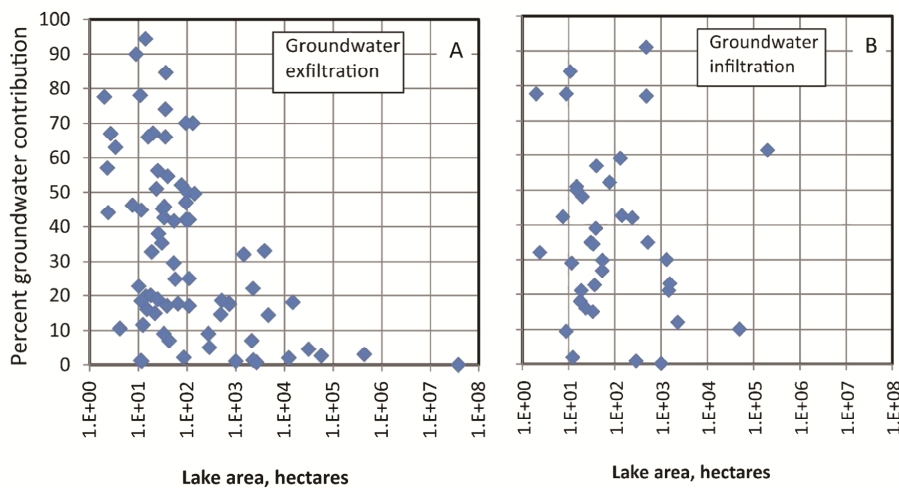 Percent groundwater contribution
100
90
80
70
60
50
40
30
20
10
0
Groundwater
exfiltration
A
1.E+00
1.E+01
1.E+02
1.E+03
1.E+04
1.E+05
1.E+06
1.E+07
1.E+08
Lake area, hectares
Groundwater
infiltration
B
1.E+00
1.E+01
1.E+02
1.E+03
1.E+04
1.E+05
1.E+06
1.E+07
1.E+08
Lake area, hectares